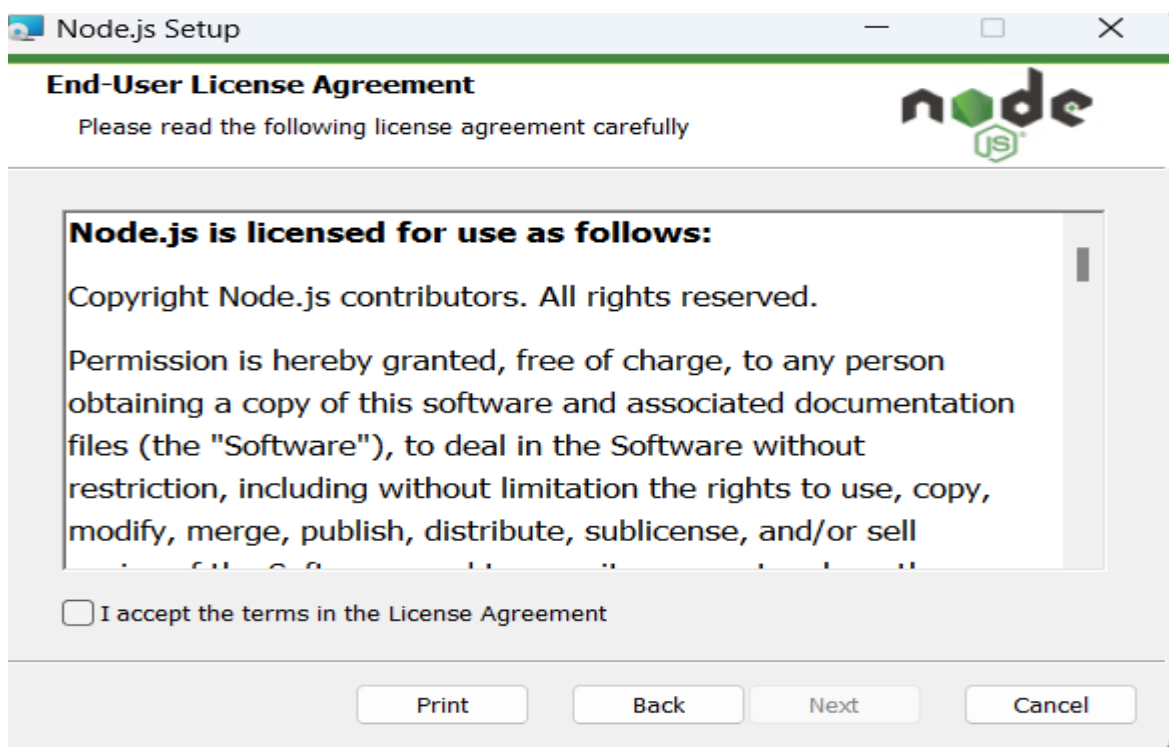 Node.js Setup
End-User License Agreement
Please read the following license agreement carefully
node
JS
Node.js is licensed for use as follows:
Copyright Node.js contributors. All rights reserved.
Permission is hereby granted, free of charge, to any person
obtaining a copy of this software and associated documentation
files (the "Software"), to deal in the Software without
restriction, including without limitation the rights to use, copy,
modify, merge, publish, distribute, sublicense, and/or sell
I accept the terms in the License Agreement
Print Back Next Cancel